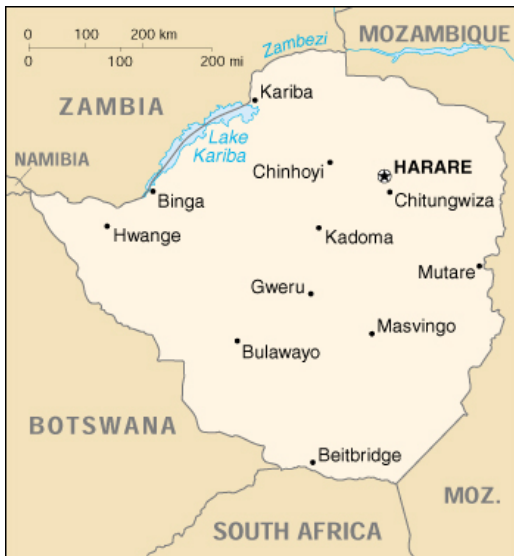 0 100 200 km
0 100 200 mi
Zambezi
MOZAMBIQUE
ZAMBIA
Kariba
Lake
Kariba
NAMIBIA
Chinhoyi
HARARE
Binga
Chitungwiza
Hwange
Kadoma
Mutare
Gweru
Masvingo
Bulawayo
BOTSWANA
Beitbridge
MOZ.
SOUTH AFRICA